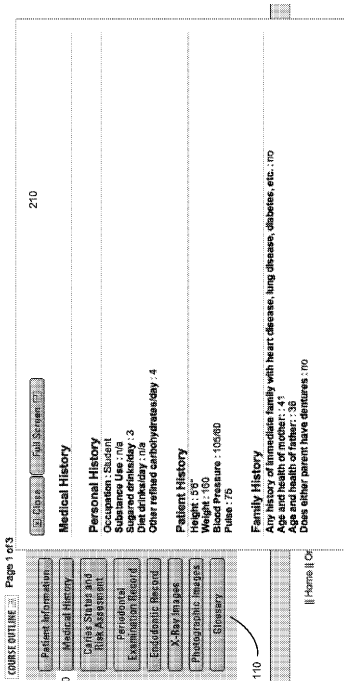 COURSE OUTLINE
Page 1 of 3
Patient Information
Medical History
Caries Status and
Risk Assessment
Periodontal
Examination Record
Endodontic Record
X-Ray Images
Photographic Images
Glossary
110
0
|| Home ||
Close
Full Screen
210
Medical History
Personal History
Occupation : Student
Substance Use : n/a
Sugared drinks/day : 3
Diet drinks/day : n/a
Other refined carbohydrates/day : 4
Patient History
Height : 5'6"
Weight : 160
Blood Pressure : 105/60
Pulse : 75
Family History
Any history of immediate family with heart disease, lung disease, diabetes, etc. : no
Age and health of mother: : 41
Age and health of father: : 36
Does either parent have dentures : no